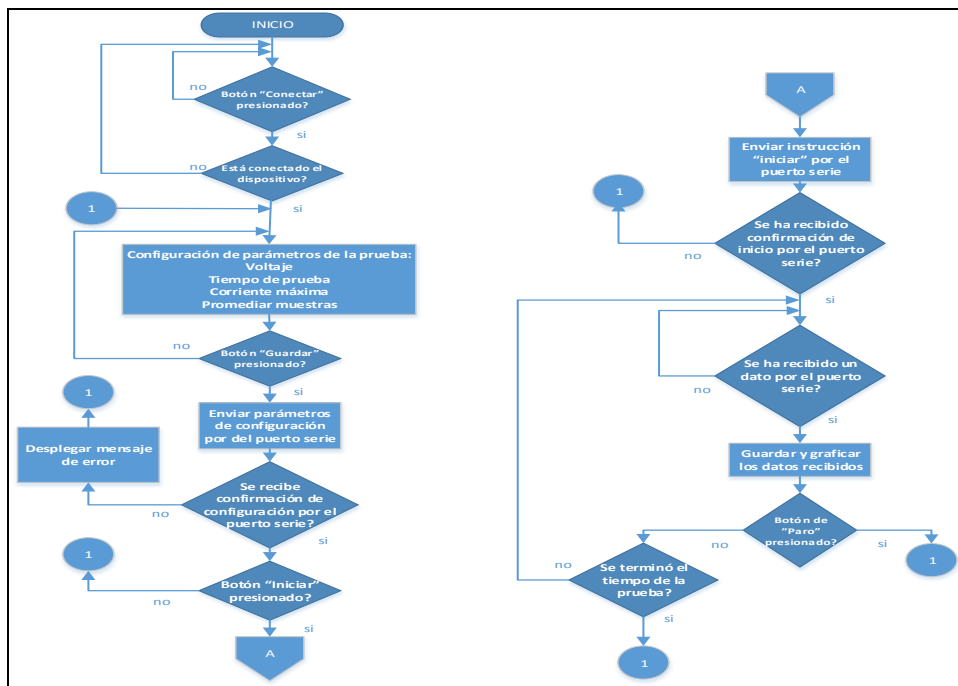 INICIO
no
Botón “Conectar”
presionado?
si
no
Está conectado el
dispositivo?
si
1
Configuración de parámetros de la prueba:
Voltaje
Tiempo de prueba
Corriente máxima
Promediar muestras
no
Botón “Guardar”
presionado?
si
1
Enviar parámetros
de configuración
por del puerto serie
Desplegar mensaje
de error
Se recibe
confirmación de
configuración por el
puerto serie?
no
si
1
Botón “Iniciar”
presionado?
no
si
A
A
Enviar instrucción
“iniciar” por el
puerto serie
1
Se ha recibido
confirmación de
inicio por el puerto
serie?
no
si
Se ha recibido un
dato por el puerto
serie?
no
si
Guardar y graficar
los datos recibidos
Botón de
“Paro”
presionado?
no
si
1
no
Se terminó el
tiempo de la
prueba?
si
1